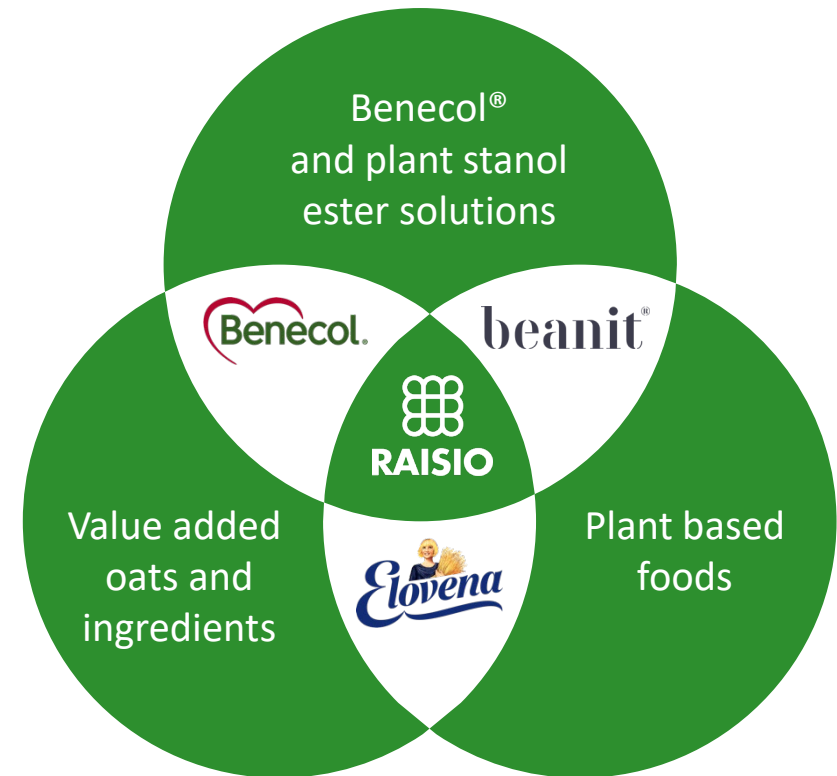 Benecol®
and plant stanol
ester solutions
Benecol®
beanit®
RAISIO
Value added
oats and
ingredients
Elovena
Plant based
foods